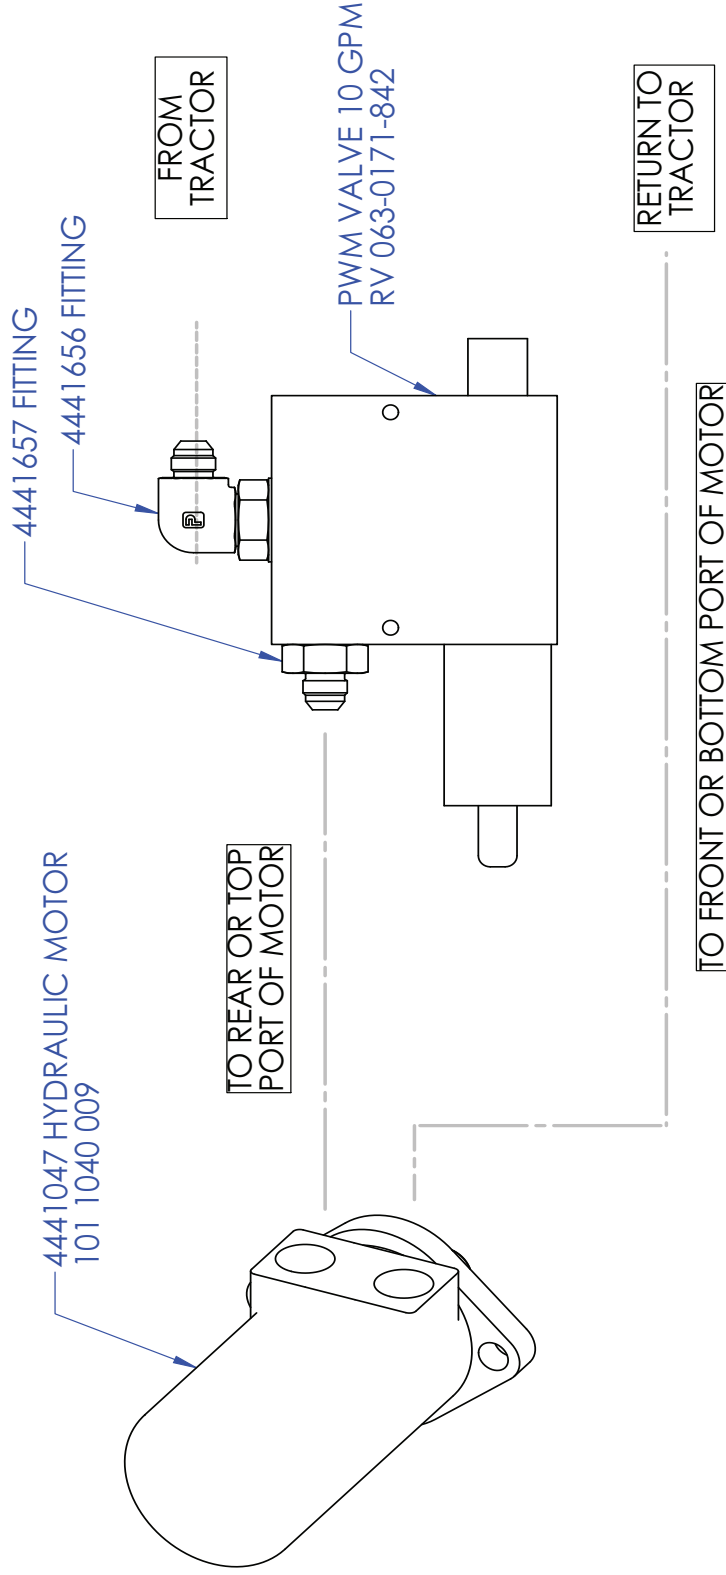 4441047 HYDRAULIC MOTOR
101 1040 009
4441657 FITTING
4441656 FITTING
FROM
TRACTOR
TO REAR OR TOP
PORT OF MOTOR
PWM VALVE 10 GPM
RV 063-0171-842
RETURN TO
TRACTOR
TO FRONT OR BOTTOM PORT OF MOTOR